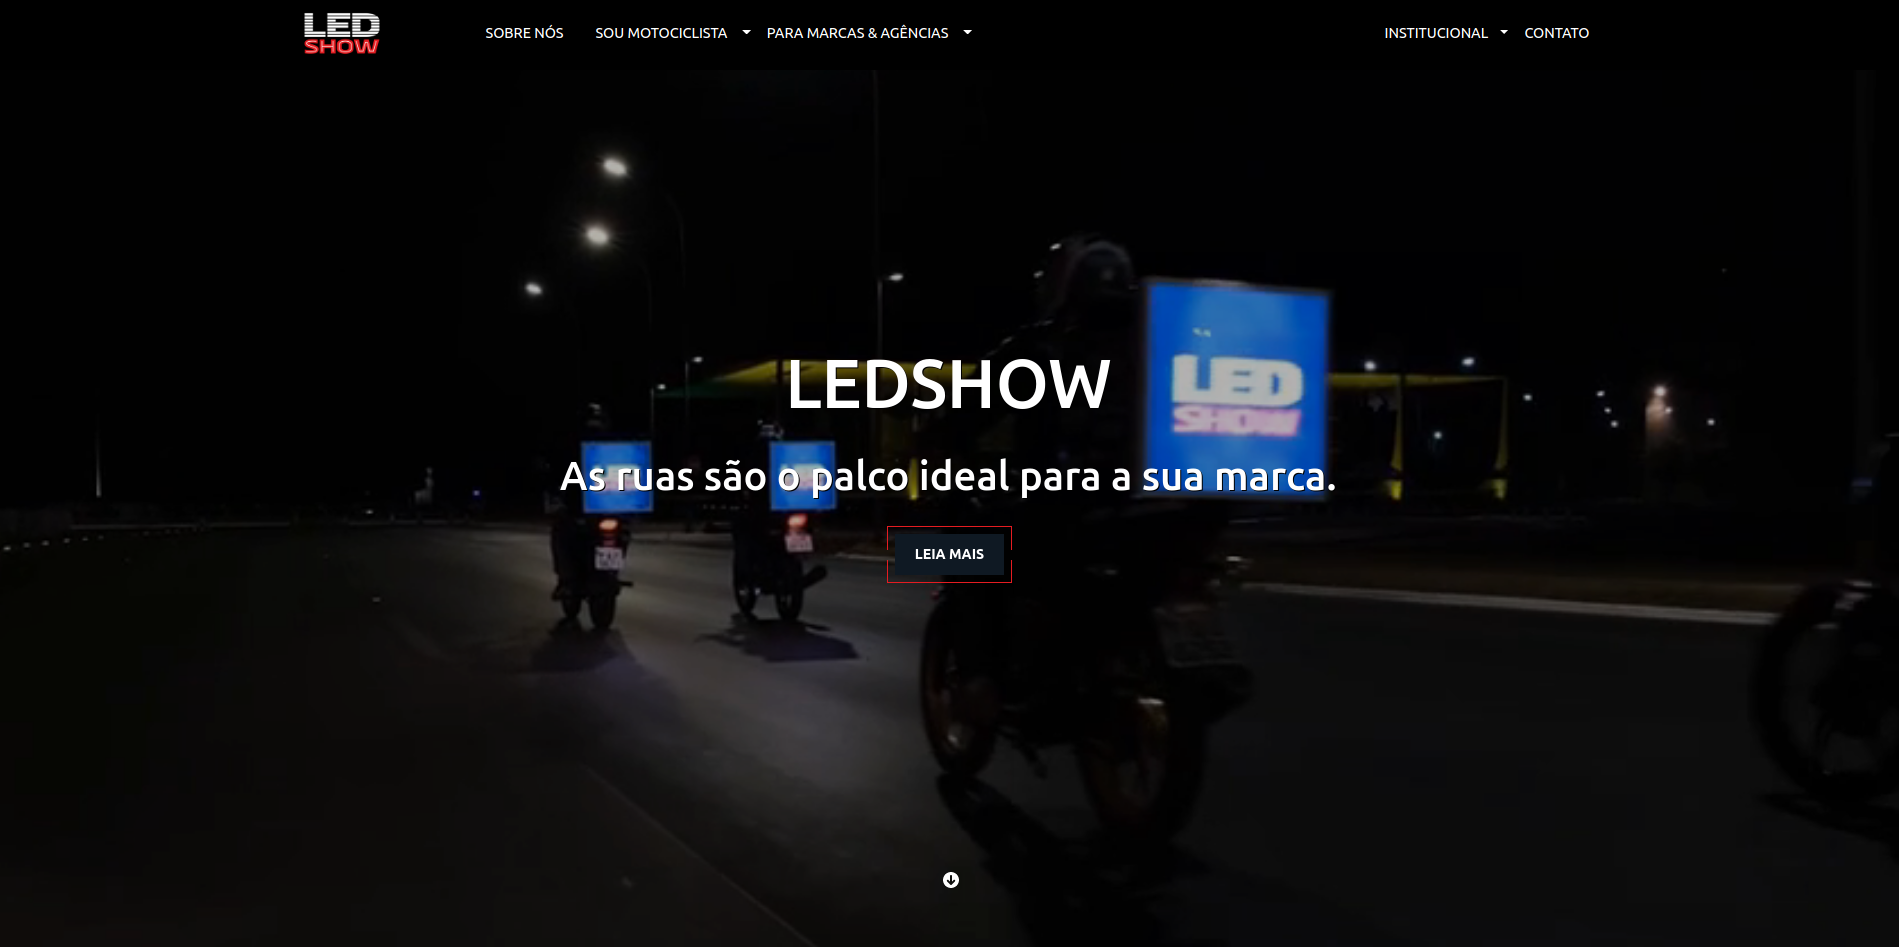 LED
SHOW
SOBRE NÓS
SOU MOTOCICLISTA
PARA MARCAS & AGÊNCIAS
INSTITUCIONAL
CONTATO
LED
SHOW
LEDSHOW
As ruas são o palco ideal para a sua marca.
LEIA MAIS